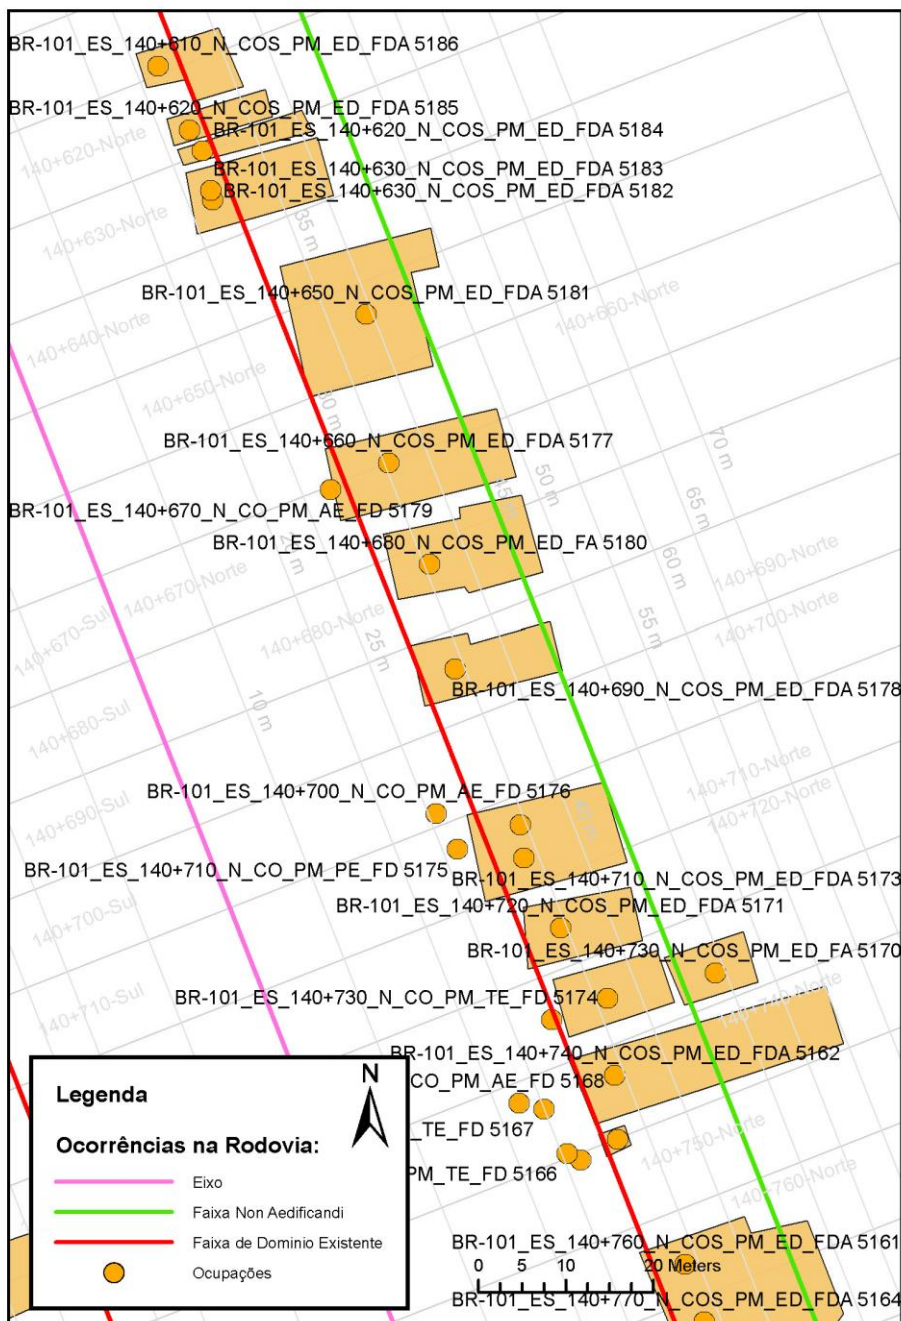 BR-101_ES_140+610_N_COS_PM_ED_FDA 5186
BR-101_ES_140+620_N_COS_PM_ED_FDA 5185
BR-101_ES_140+620_N_COS_PM_ED_FDA 5184
140+620-Norte
BR-101_ES_140+630_N_COS_PM_ED_FDA 5183
BR-101_ES_140+630_N_COS_PM_ED_FDA 5182
140+630-Norte
35 m
BR-101_ES_140+650_N_COS_PM_ED_FDA 5181
140+660-Norte
140+640-Norte
140+650-Norte
30 m
BR-101_ES_140+660_N_COS_PM_ED_FDA 5177
70 m
50 m
45 m
65 m
BR-101_ES_140+670_N_CO_PM_AE_FD 5179
BR-101_ES_140+680_N_COS_PM_ED_FA 5180
60 m
140+690-Norte
140+670-Norte
140+670-Sul
140+680-Norte
140+700-Norte
55 m
25 m
BR-101_ES_140+690_N_COS_PM_ED_FDA 5178
10 m
140+680-Sul
140+710-Norte
BR-101_ES_140+700_N_CO_PM_AE_FD 5176
140+720-Norte
140+690-Sul
40 m
BR-101_ES_140+710_N_CO_PM_PE_FD 5175
BR-101_ES_140+710_N_COS_PM_ED_FDA 5173
BR-101_ES_140+720_N_COS_PM_ED_FDA 5171
140+700-Sul
BR-101_ES_140+730_N_COS_PM_ED_FA 5170
BR-101_ES_140+730_N_CO_PM_TE_FD 5174
140+740-Norte
140+710-Sul
BR-101_ES_140+740_N_COS_PM_ED_FDA 5162
CO_PM_AE_FD 5168
_TE_FD 5167
140+750-Norte
PM_TE_FD 5166
140+760-Norte
BR-101_ES_140+760_N_COS_PM_ED_FDA 5161
BR-101_ES_140+770_N_COS_PM_ED_FDA 5164
Legenda
N
Ocorrências na Rodovia:
Eixo
Faixa Non Aedificandi
Faixa de Dominio Existente
Ocupações
0 5 10 20 Meters